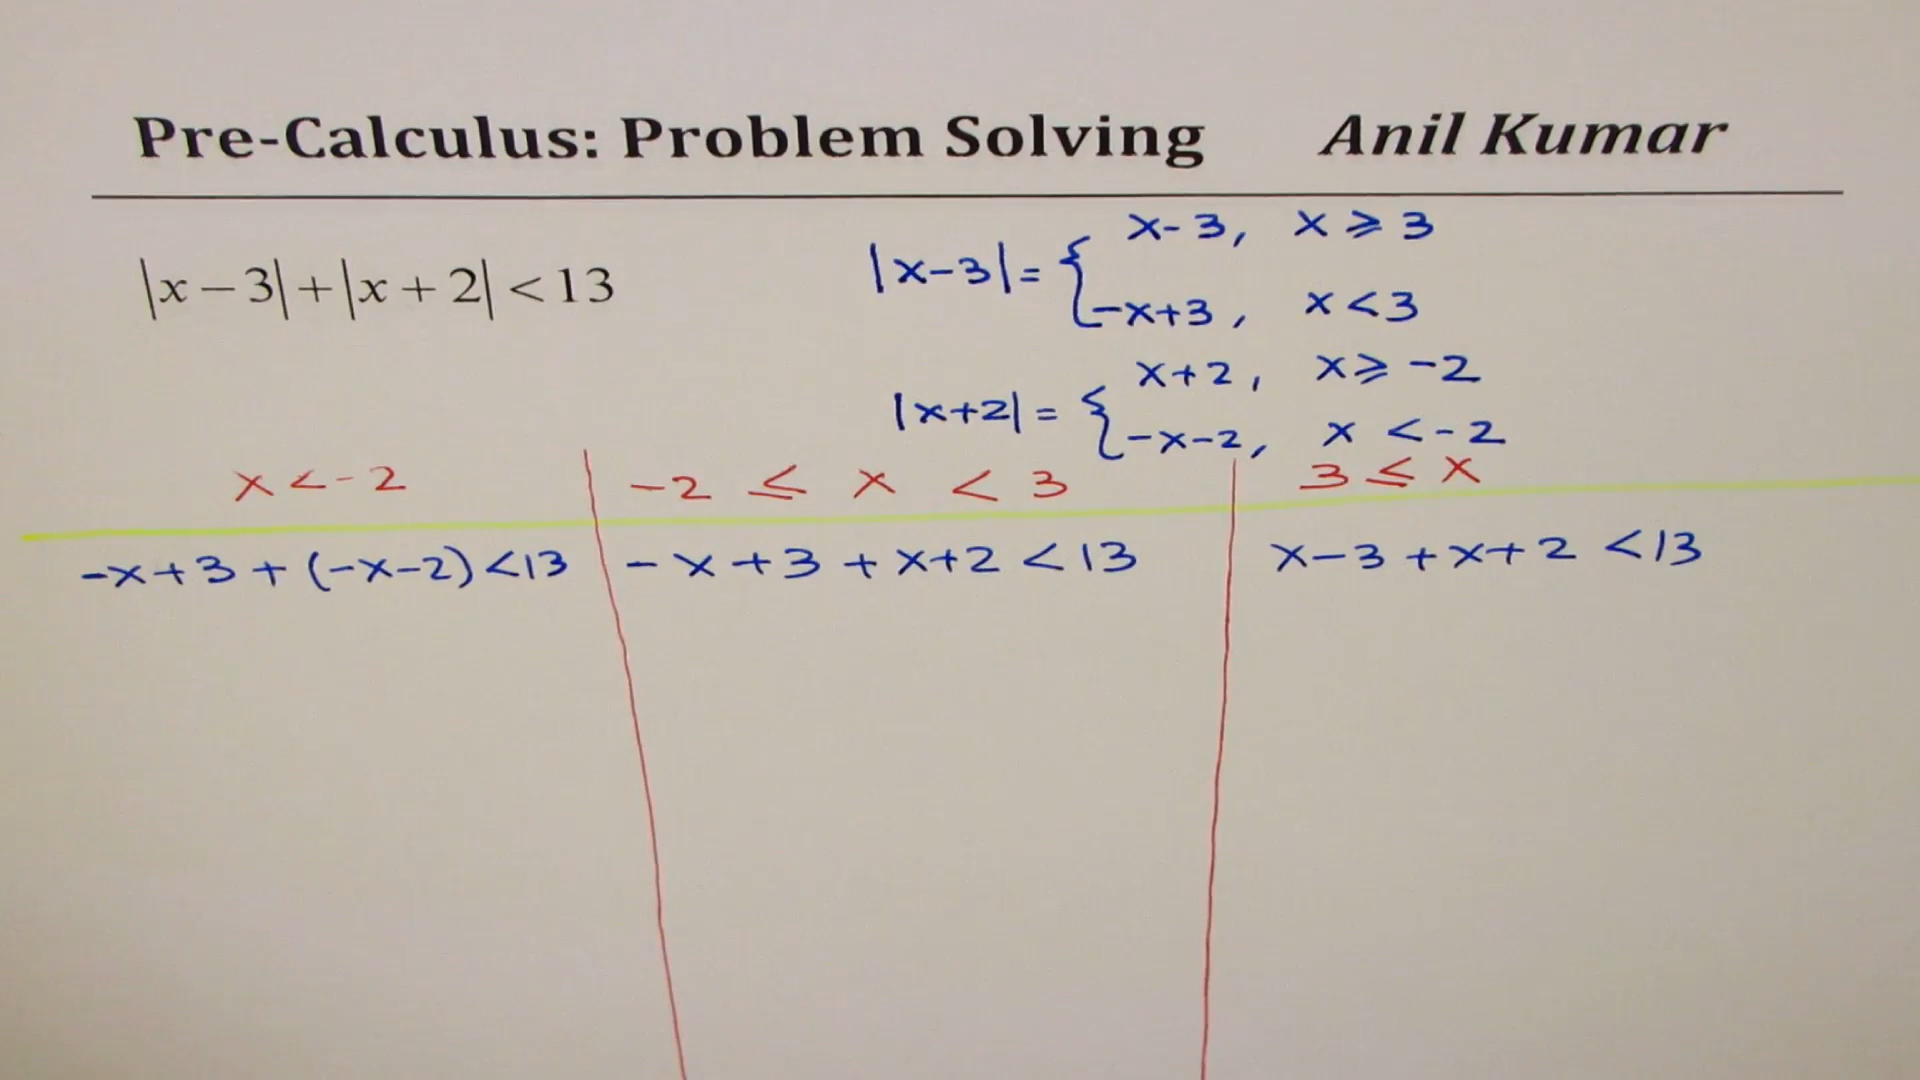 Pre-Calculus: Problem Solving Anil Kumar
|x − 3| + |x + 2| < 13
|x-3| = { x-3, x ⩾ 3
-x+3, x < 3
|x+2| = { x+2, x ⩾ -2
-x-2, x < -2
x < -2 -2 ≤ x < 3 3 ≤ x
-x+3 + (-x-2) < 13 -x+3 + x+2 < 13 x-3 + x+2 < 13